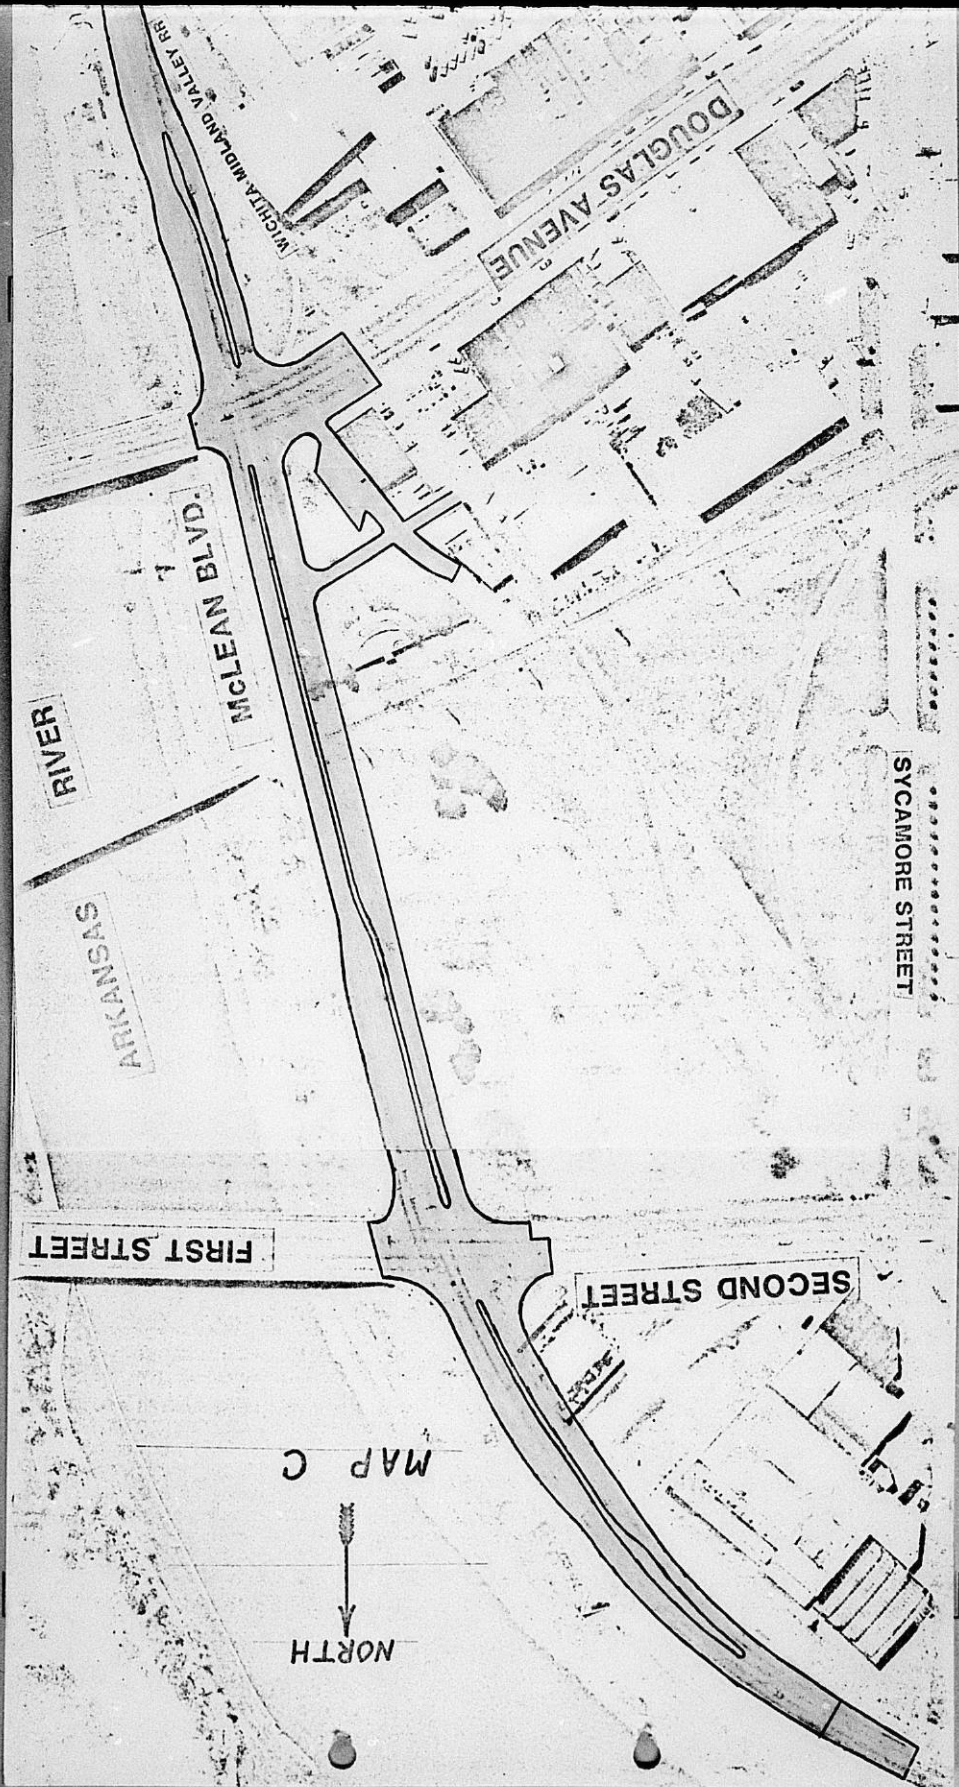 WICHITA MIDLAND VALLEY RR
DOUGLAS AVENUE
MCLEAN BLVD.
RIVER
ARKANSAS
SYCAMORE STREET
FIRST STREET
SECOND STREET
MAP C
NORTH